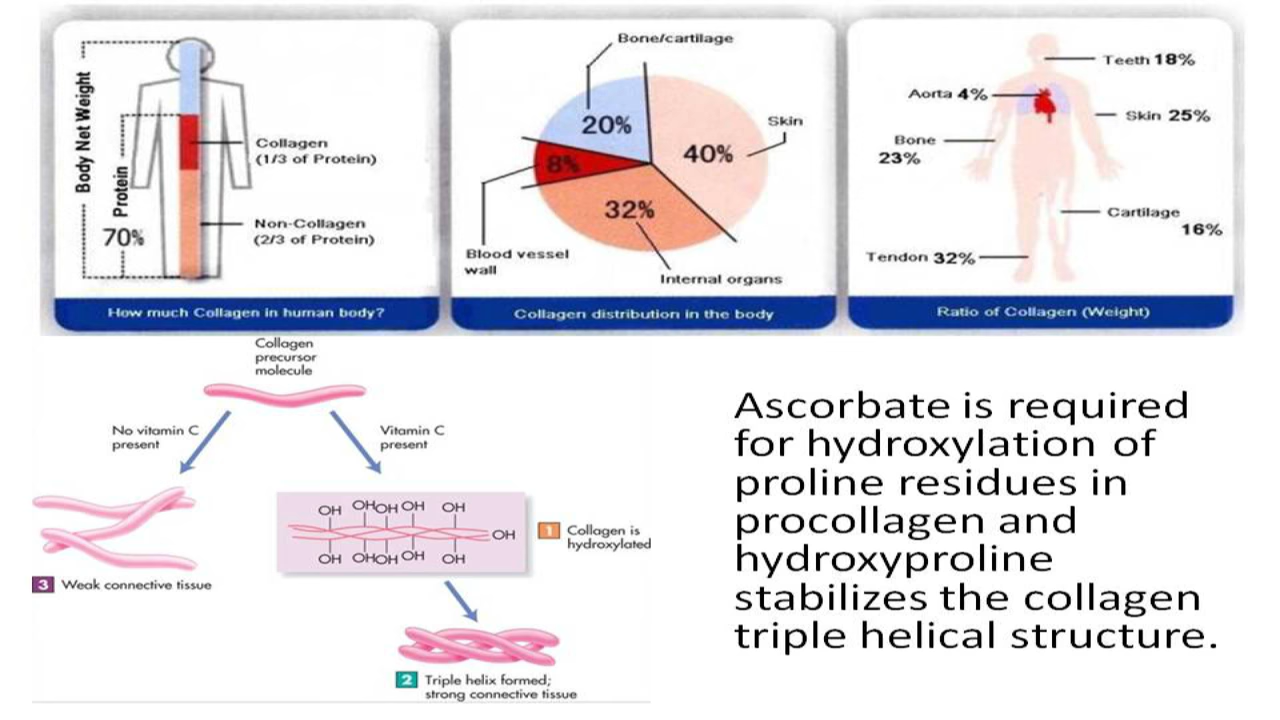 Body Net Weight
Protein
70%
Collagen
(1/3 of Protein)
Non-Collagen
(2/3 of Protein)
How much Collagen in human body?
Bone/cartilage
20%
Skin
40%
8%
32%
Blood vessel
wall
Internal organs
Collagen distribution in the body
Teeth 18%
Aorta 4%
Skin 25%
Bone
23%
Cartilage
16%
Tendon 32%
Ratio of Collagen (Weight)
Collagen
precursor
molecule
No vitamin C
present
Vitamin C
present
OH OH OH OH OH
OH
OH OH OH OH OH
1 Collagen is
hydroxylated
3 Weak connective tissue
2 Triple helix formed;
strong connective tissue
Ascorbate is required
for hydroxylation of
proline residues in
procollagen and
hydroxyproline
stabilizes the collagen
triple helical structure.